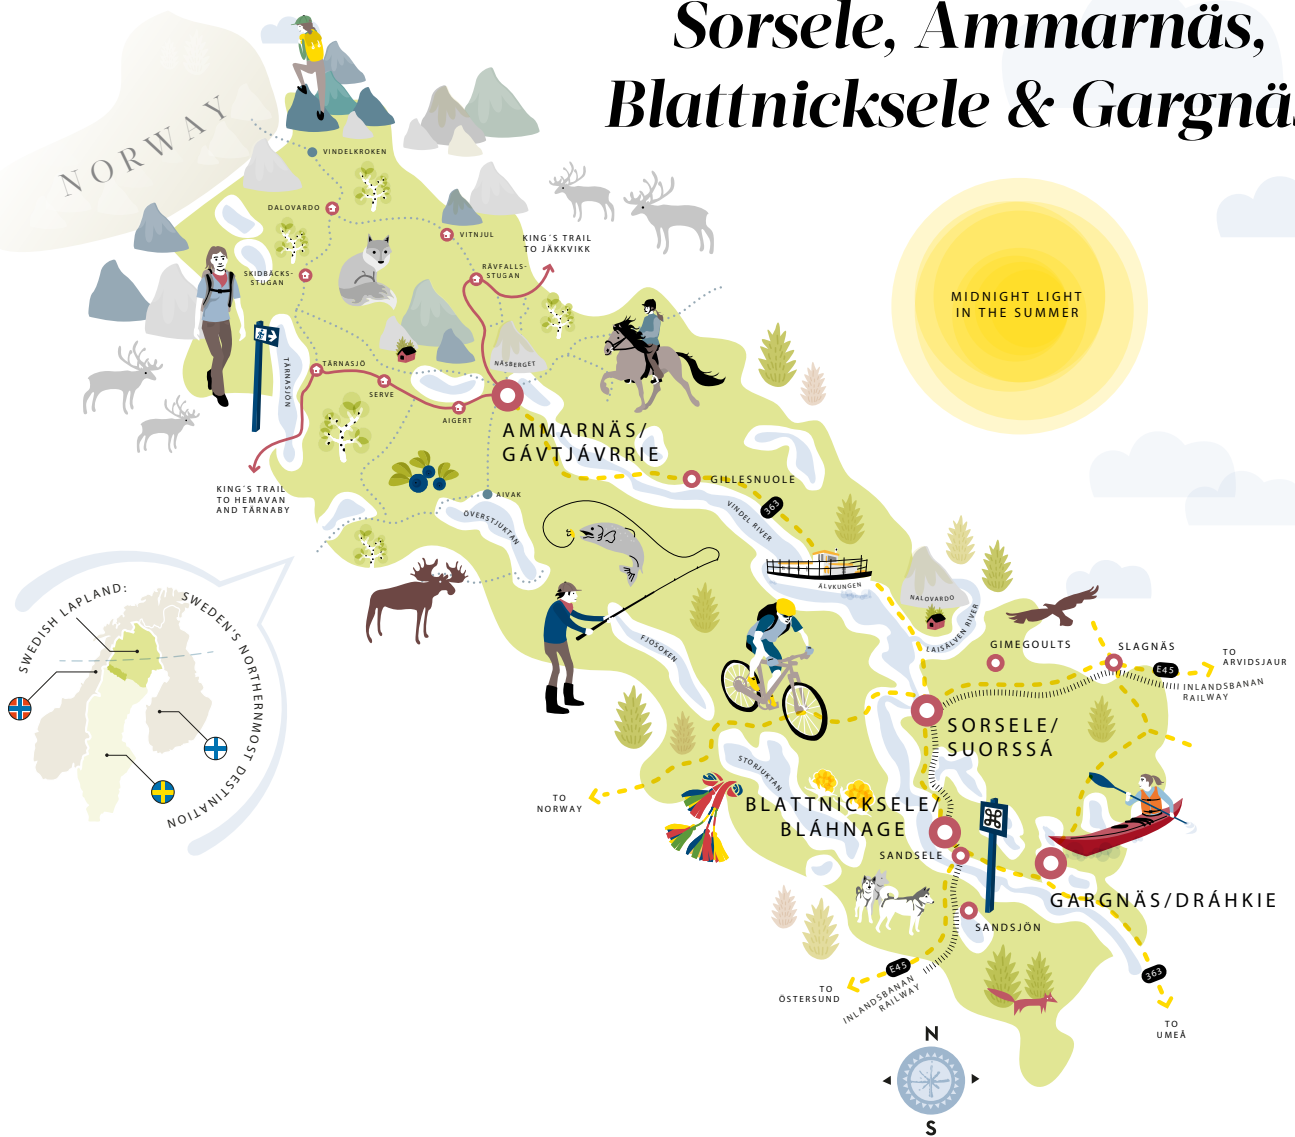 Sorsele, Ammarnäs,
Blattnicksele & Gargnäs
NORWAY
VINDELKROKEN
DALOVARDO
VITNJUL
KING´S TRAIL
TO JÄKKVIKK
SKIDBÄCKS-
STUGAN
RÄVFALLS-
STUGAN
MIDNIGHT LIGHT
IN THE SUMMER
TÄRNASJÖN
TÄRNASJÖ
NÄSBERGET
SERVE
AIGERT
AMMARNÄS/
GÁVTJÁVRRIE
KING´S TRAIL
TO HEMAVAN
AND TÄRNABY
GILLESNUOLE
AIVAK
363
VINDEL RIVER
ÖVERSTJUKTAN
ÄLVKUNGEN
NALOVARDO
LAISÄLVEN RIVER
SWEDISH LAPLAND:
SWEDEN'S NORTHERNMOST DESTINATION
FJOSOKEN
GIMEGOULTS
SLAGNÄS
TO
ARVIDSJAUR
E45
INLANDSBANAN
RAILWAY
SORSELE/
SUORSSÁ
STORJUKTAN
TO
NORWAY
BLATTNICKSELE/
BLÁHNAGE
SANDSELE
GARGNÄS/DRÁHKIE
SANDSJÖN
E45
363
TO
ÖSTERSUND
INLANDSBANAN
RAILWAY
TO
UMEÅ
N
S